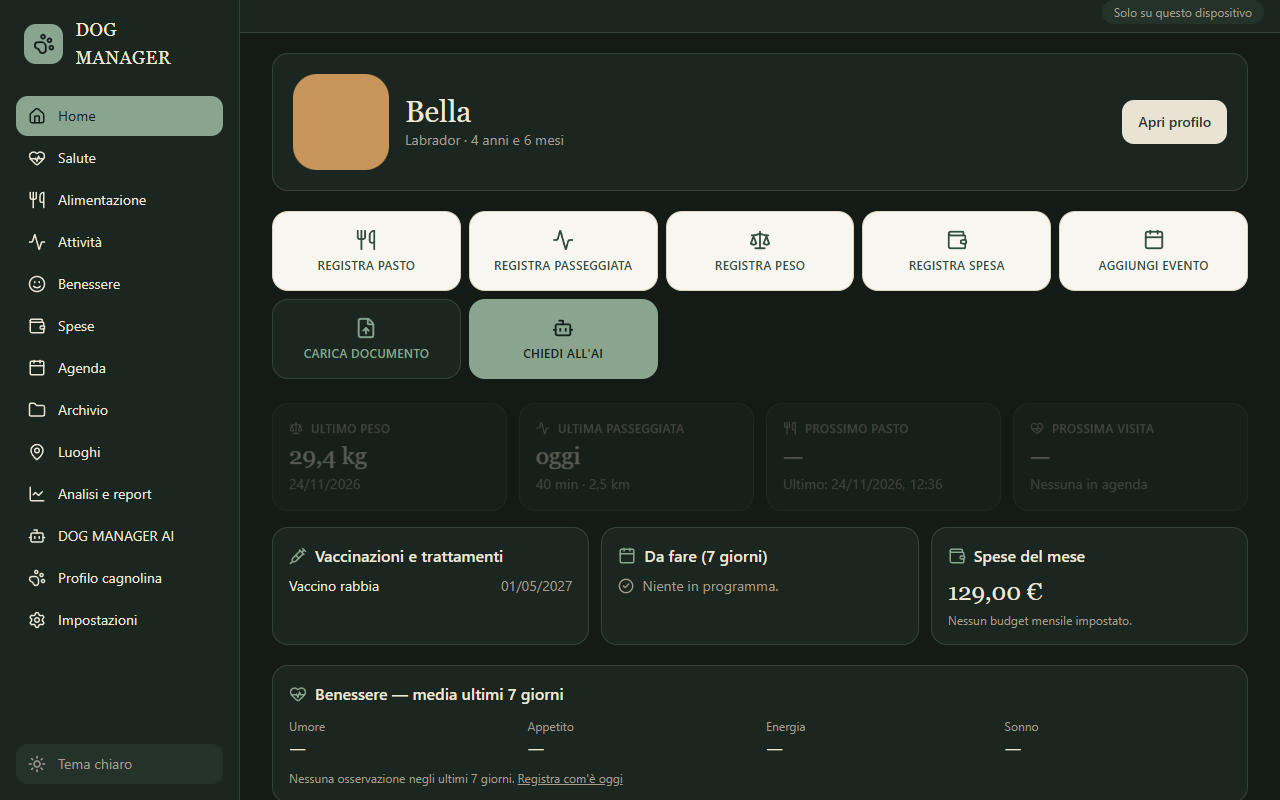 DOG
MANAGER
Home
Salute
Alimentazione
Attività
Benessere
Spese
Agenda
Archivio
Luoghi
Analisi e report
DOG MANAGER AI
Profilo cagnolina
Impostazioni
Tema chiaro
Solo su questo dispositivo
Bella
Labrador · 4 anni e 6 mesi
Apri profilo
REGISTRA PASTO
REGISTRA PASSEGGIATA
REGISTRA PESO
REGISTRA SPESA
AGGIUNGI EVENTO
CARICA DOCUMENTO
CHIEDI ALL'AI
ULTIMO PESO
29,4 kg
24/11/2026
ULTIMA PASSEGGIATA
oggi
40 min · 2,5 km
PROSSIMO PASTO
—
Ultimo: 24/11/2026, 12:36
PROSSIMA VISITA
—
Nessuna in agenda
Vaccinazioni e trattamenti
Vaccino rabbia 01/05/2027
Da fare (7 giorni)
Niente in programma.
Spese del mese
129,00 €
Nessun budget mensile impostato.
Benessere — media ultimi 7 giorni
Umore
—
Appetito
—
Energia
—
Sonno
—
Nessuna osservazione negli ultimi 7 giorni. Registra com'è oggi